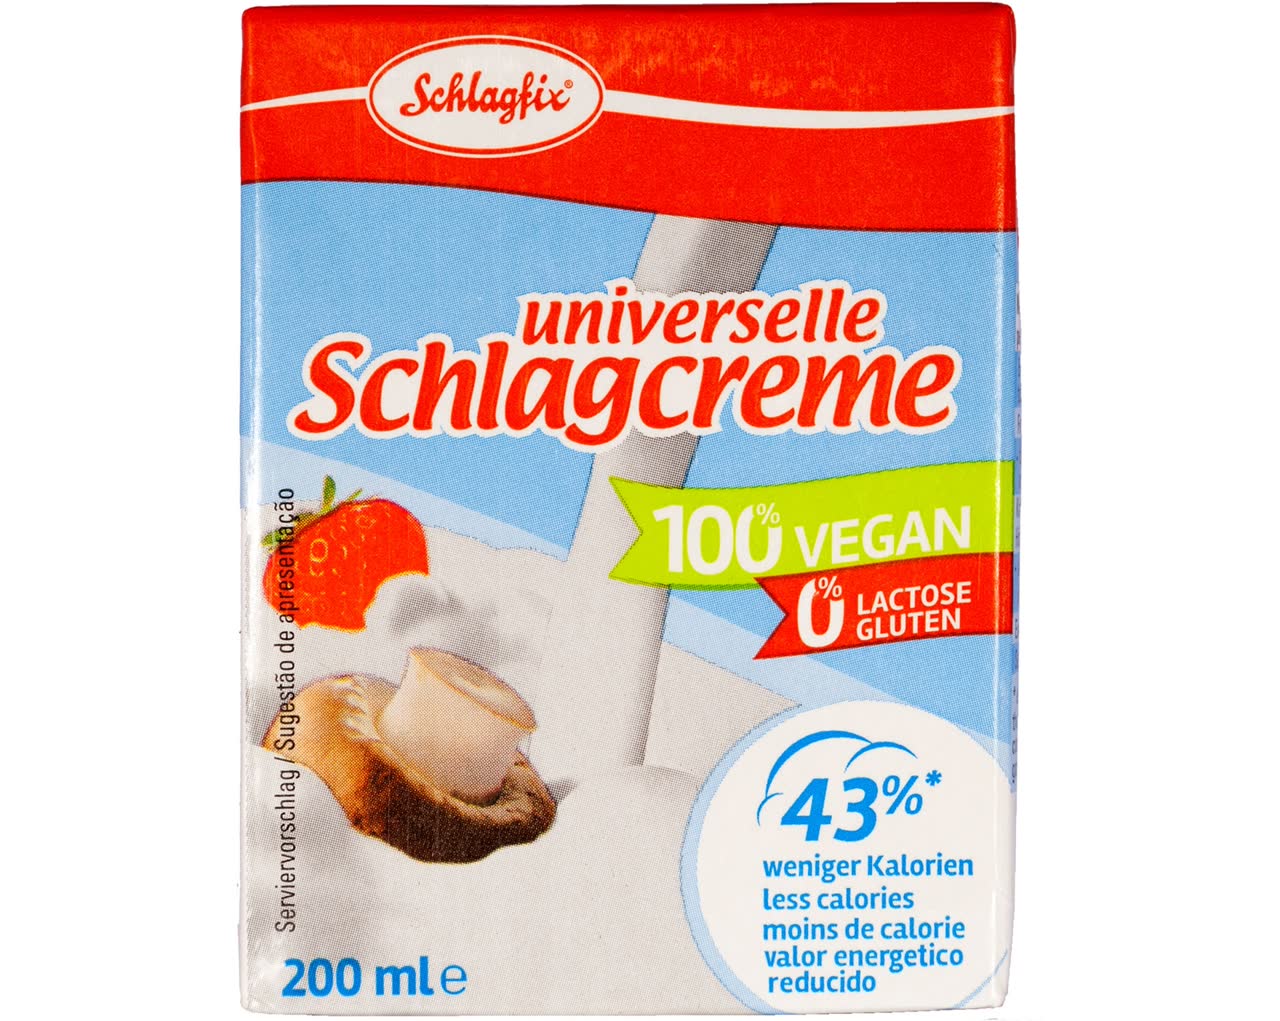 Schlagfix®
universelle
Schlagcreme
100% VEGAN
0% LACTOSE
GLUTEN
Serviervorschlag / Sugestão de apresentação
43%*
weniger Kalorien
less calories
moins de calorie
valor energetico
reducido
200 ml e